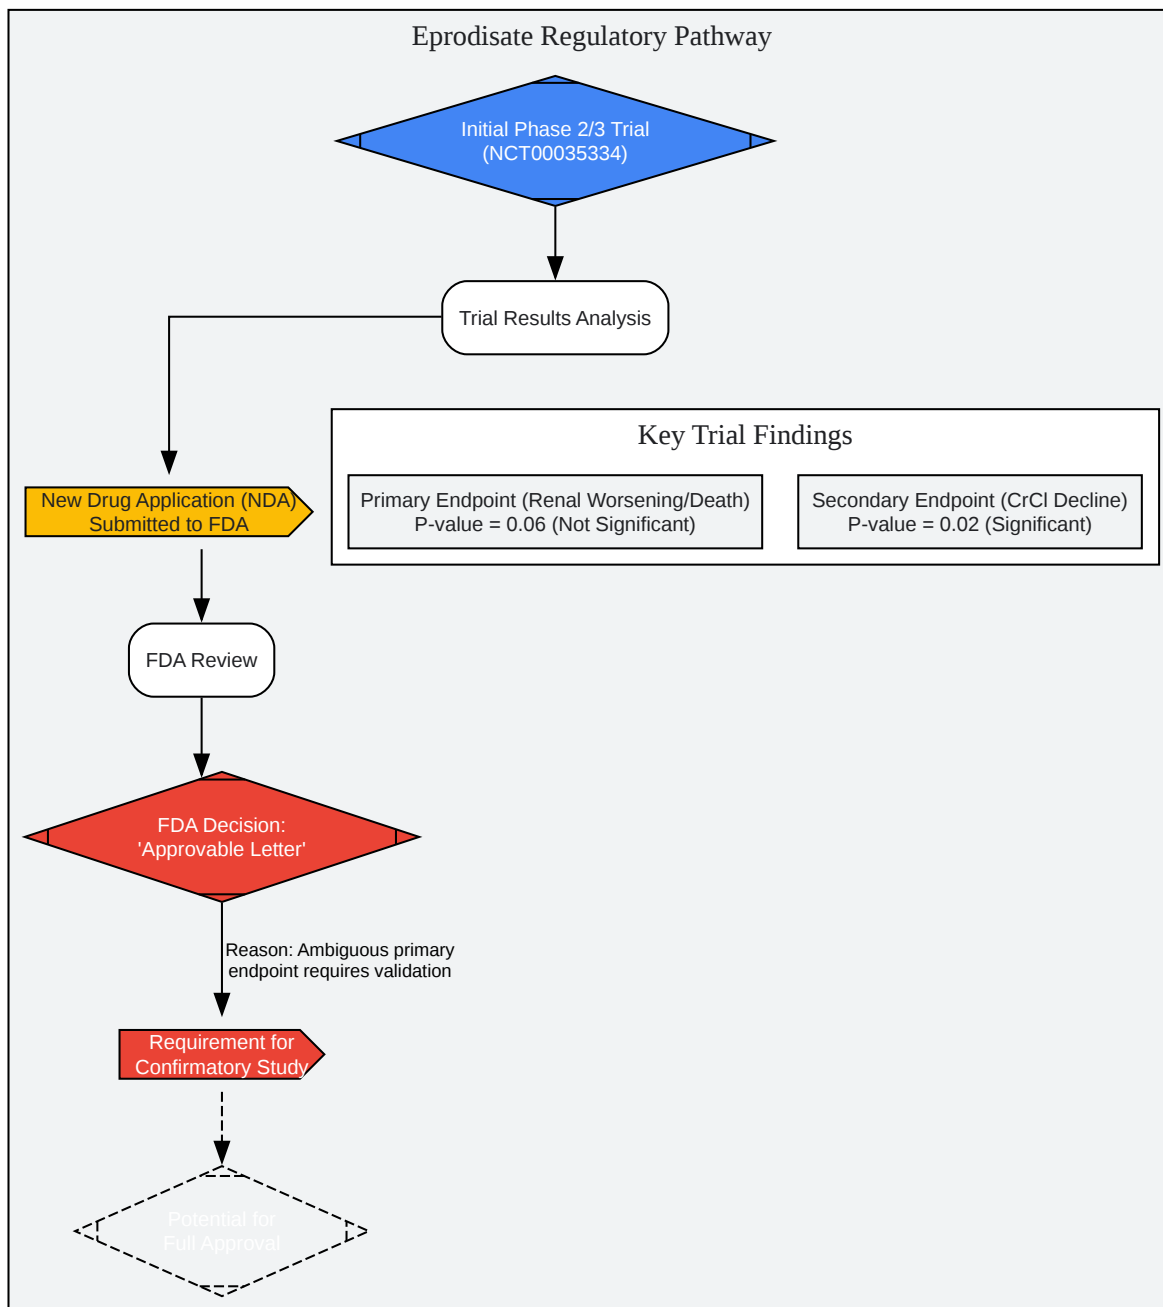 Eprodisate Regulatory Pathway
Initial Phase 2/3 Trial
(NCT00035334)
Trial Results Analysis
Key Trial Findings
Primary Endpoint (Renal Worsening/Death)
P-value = 0.06 (Not Significant)
Secondary Endpoint (CrCl Decline)
P-value = 0.02 (Significant)
New Drug Application (NDA)
Submitted to FDA
FDA Review
FDA Decision:
'Approvable Letter'
Reason: Ambiguous primary
endpoint requires validation
Requirement for
Confirmatory Study
Potential for
Full Approval